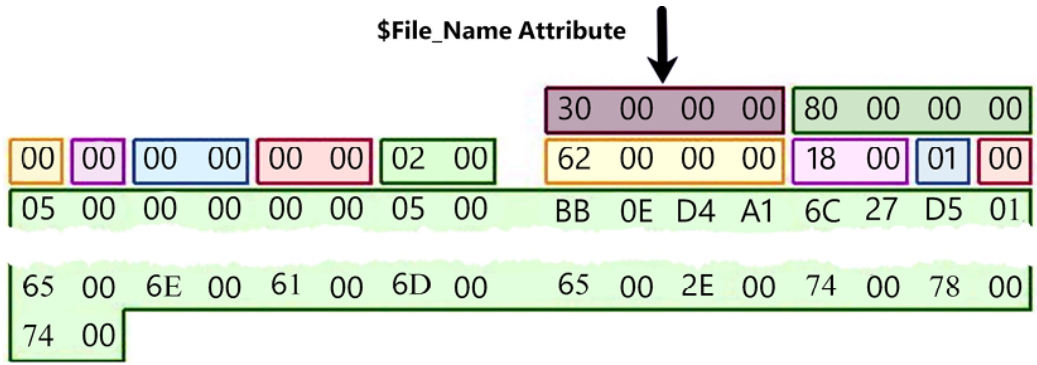 $File_Name Attribute
30 00 00 00 80 00 00 00
00 00 00 00 00 00 02 00 62 00 00 00 18 00 01 00
05 00 00 00 00 00 05 00 BB 0E D4 A1 6C 27 D5 01
65 00 6E 00 61 00 6D 00 65 00 2E 00 74 00 78 00
74 00